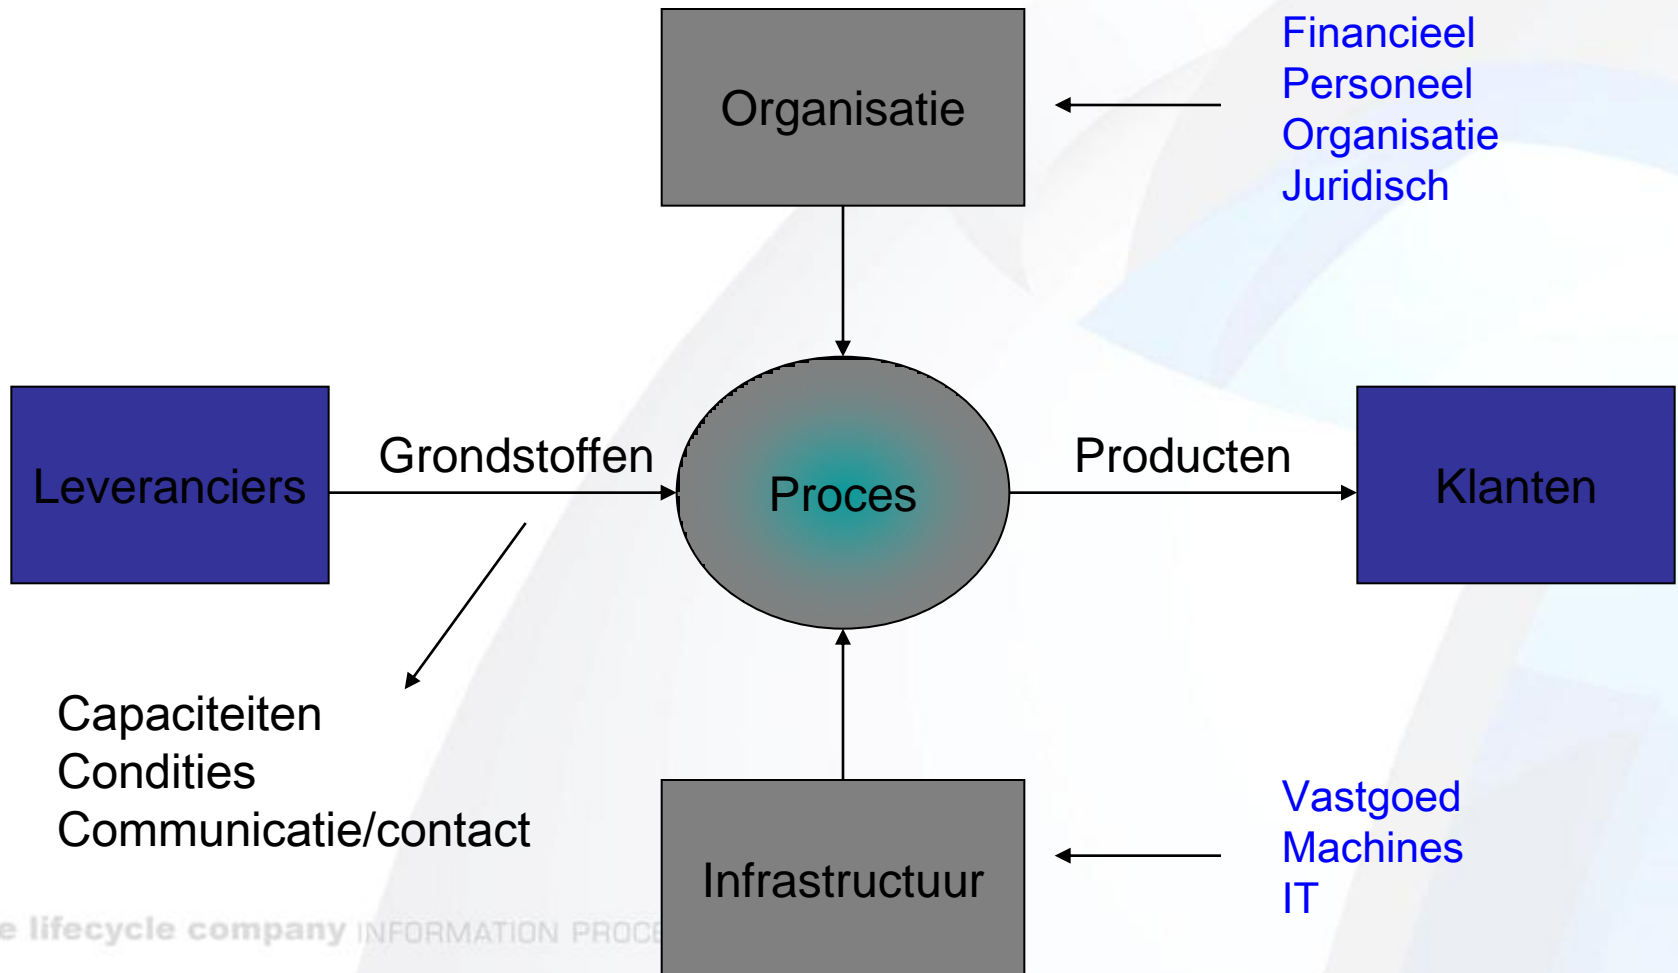 Organisatie
Financieel
Personeel
Organisatie
Juridisch
Leveranciers
Grondstoffen
Proces
Producten
Klanten
Capaciteiten
Condities
Communicatie/contact
Infrastructuur
Vastgoed
Machines
IT
lifecycle company INFORMATION